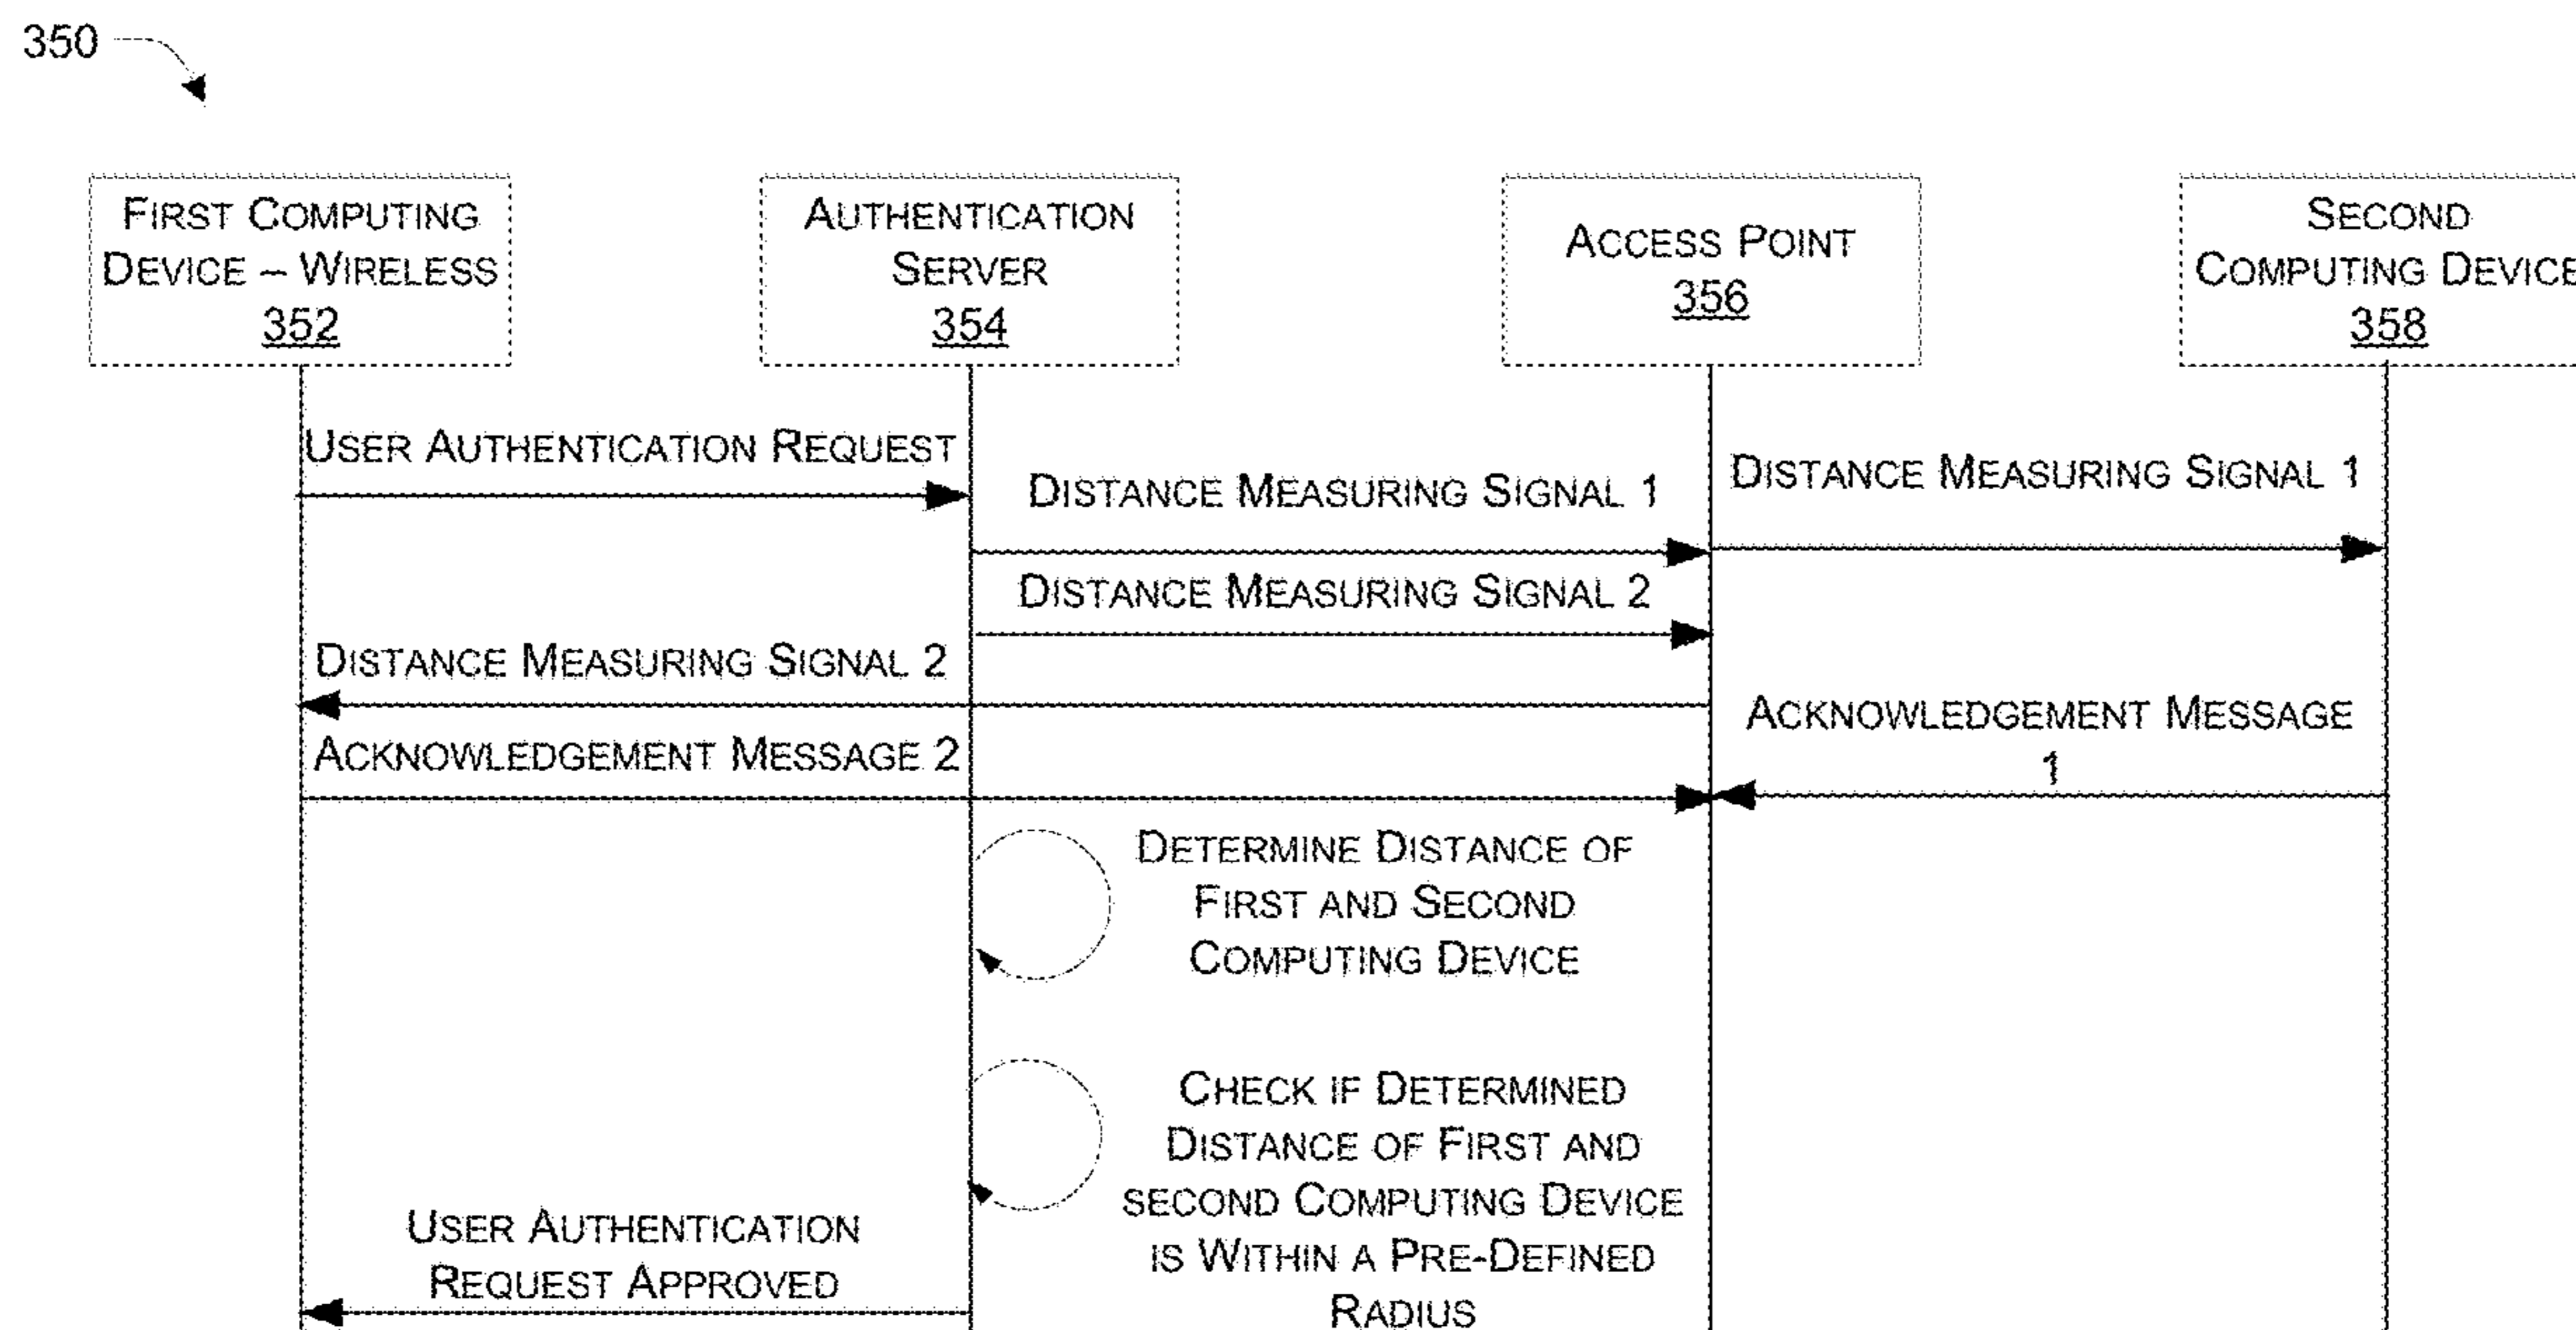 350
FIRST COMPUTING
DEVICE – WIRELESS
352
AUTHENTICATION
SERVER
354
ACCESS POINT
356
SECOND
COMPUTING DEVICE
358
USER AUTHENTICATION REQUEST
DISTANCE MEASURING SIGNAL 1
DISTANCE MEASURING SIGNAL 1
DISTANCE MEASURING SIGNAL 2
DISTANCE MEASURING SIGNAL 2
ACKNOWLEDGEMENT MESSAGE
1
ACKNOWLEDGEMENT MESSAGE 2
DETERMINE DISTANCE OF
FIRST AND SECOND
COMPUTING DEVICE
CHECK IF DETERMINED
DISTANCE OF FIRST AND
SECOND COMPUTING DEVICE
IS WITHIN A PRE-DEFINED
RADIUS
USER AUTHENTICATION
REQUEST APPROVED